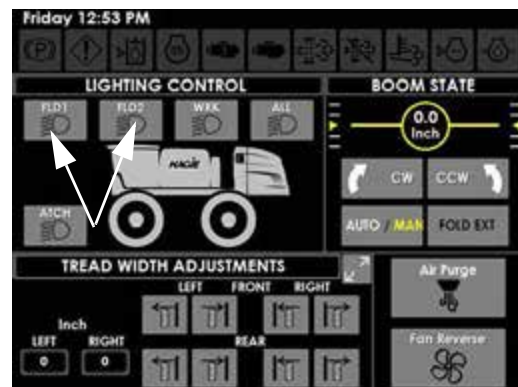 Friday 12:53 PM
(P)
LIGHTING CONTROL
BOOM STATE
FLD1 FLD2 WRK ALL
0.0
Inch
HAGIE
CW CCW
ATCH
AUTO / MAN FOLD EXT
TREAD WIDTH ADJUSTMENTS
Air Purge
LEFT FRONT RIGHT
Inch
LEFT RIGHT
REAR
Fan Reverse
0 0